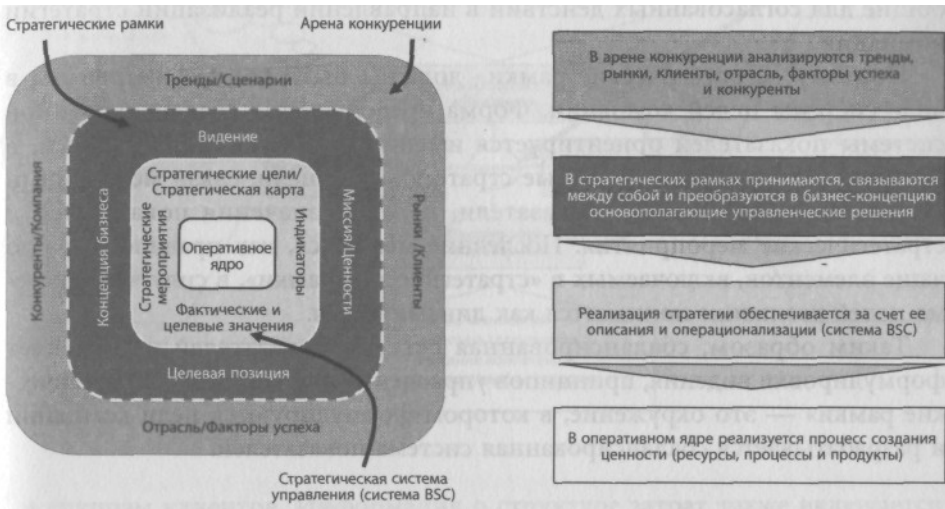 Стратегические рамки
Арена конкуренции
Тренды/Сценарии
Видение
Стратегические цели/
Стратегическая карта
Конкуренты/Компания
Концепция бизнеса
Стратегические
мероприятия
Оперативное
ядро
Индикаторы
Миссия/Ценности
Рынки/Клиенты
Фактические и
целевые значения
Целевая позиция
Отрасль/Факторы успеха
Стратегическая система
управления (система BSC)
В арене конкуренции анализируются тренды,
рынки, клиенты, отрасль, факторы успеха
и конкуренты
В стратегических рамках принимаются, связываются
между собой и преобразуются в бизнес-концепцию
основополагающие управленческие решения
Реализация стратегии обеспечивается за счет ее
описания и операционализации (система BSC)
В оперативном ядре реализуется процесс создания
ценности (ресурсы, процессы и продукты)